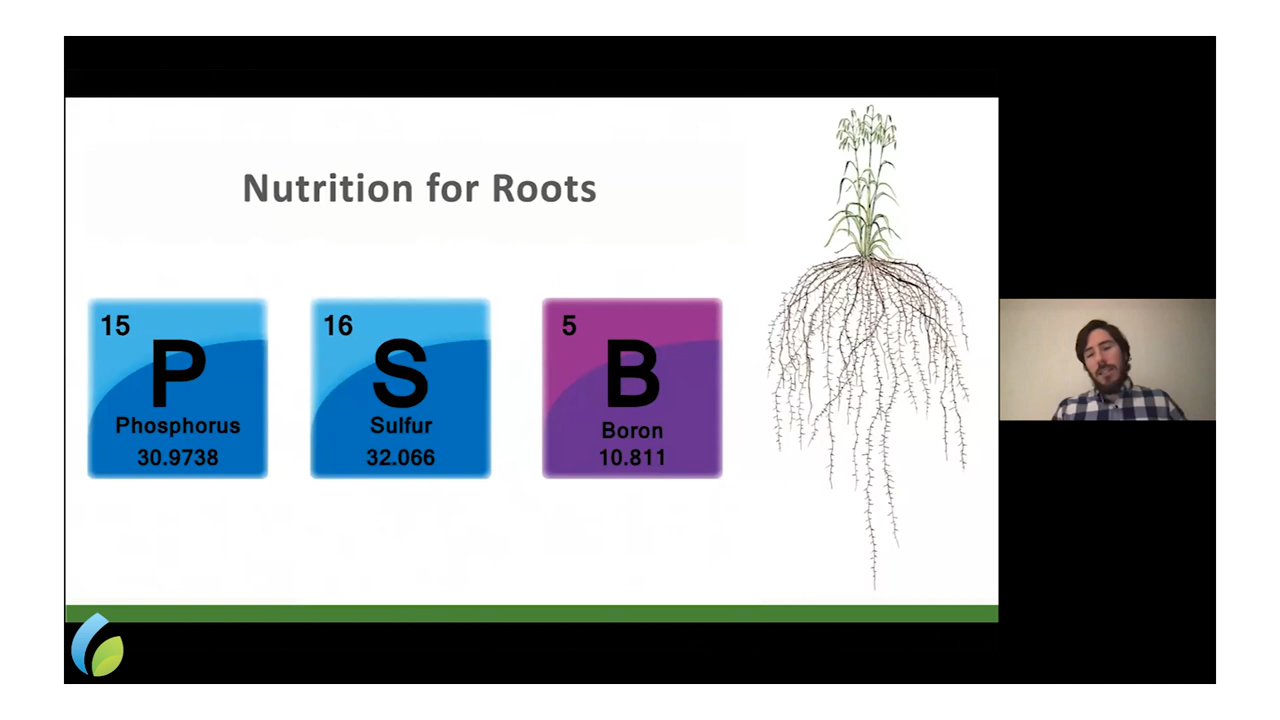 Nutrition for Roots
15
P
Phosphorus
30.9738
16
S
Sulfur
32.066
5
B
Boron
10.811